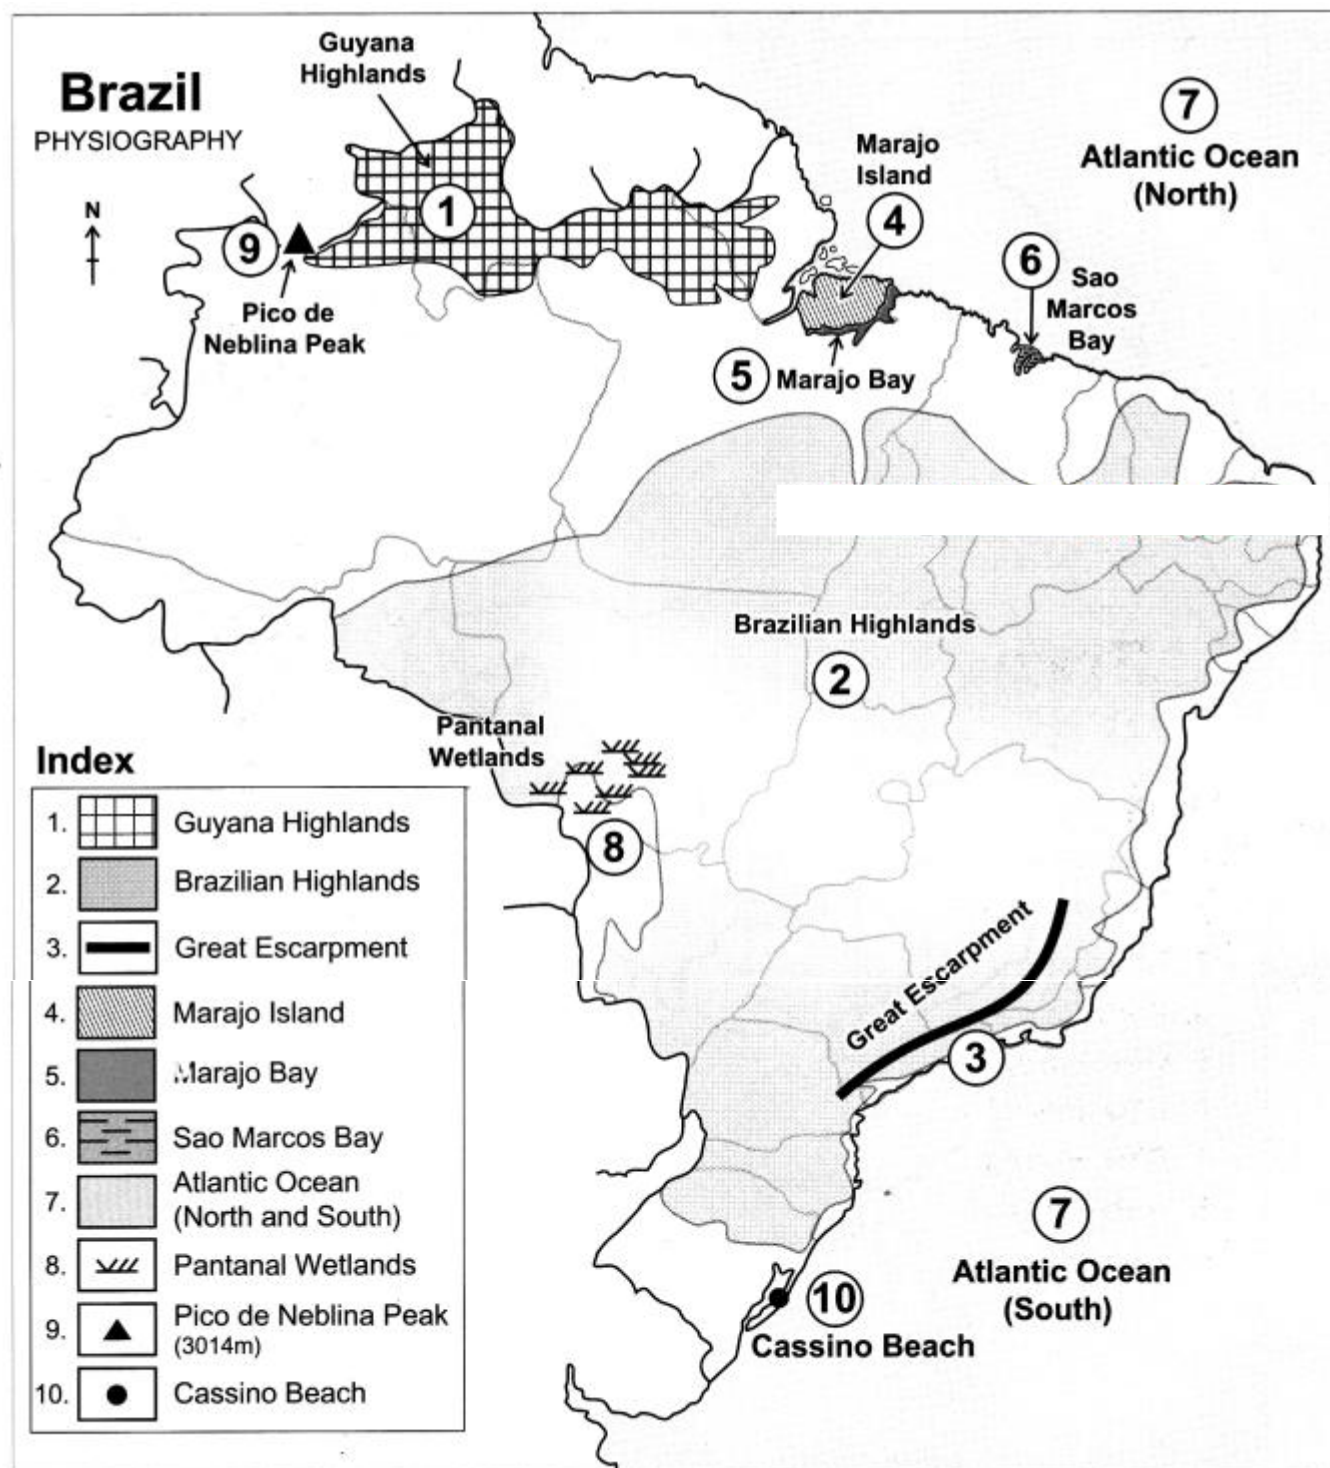 Brazil
PHYSIOGRAPHY
N
Guyana
Highlands
1
9
Pico de
Neblina Peak
Marajo
Island
4
7
Atlantic Ocean
(North)
6
Sao
Marcos
Bay
5 Marajo Bay
Brazilian Highlands
2
Pantanal
Wetlands
8
Great Escarpment
3
7
Atlantic Ocean
(South)
10
Cassino Beach
Index
1. Guyana Highlands
2. Brazilian Highlands
3. Great Escarpment
4. Marajo Island
5. Marajo Bay
6. Sao Marcos Bay
7. Atlantic Ocean
(North and South)
8. Pantanal Wetlands
9. Pico de Neblina Peak
(3014m)
10. Cassino Beach